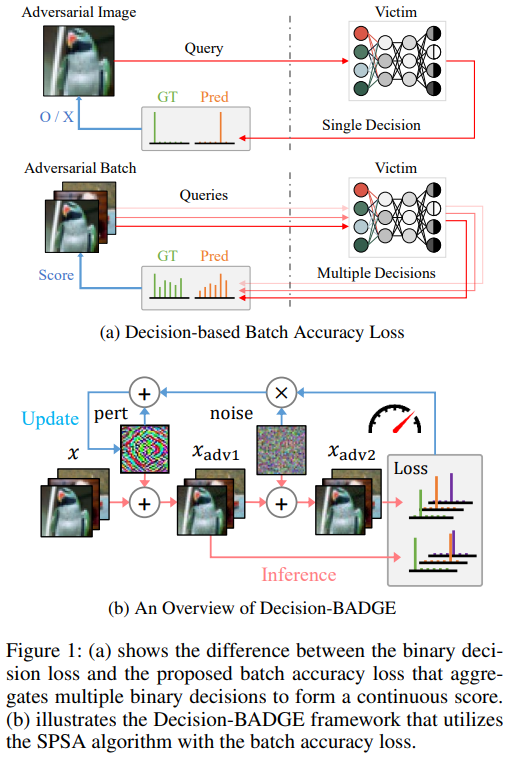 Adversarial Image
Victim
Query
GT Pred
O / X
Single Decision
Adversarial Batch
Victim
Queries
GT Pred
Score
Multiple Decisions
(a) Decision-based Batch Accuracy Loss
+
×
Update
pert
noise
x
xadv1
xadv2
Loss
+
+
Inference
(b) An Overview of Decision-BADGE
Figure 1: (a) shows the difference between the binary deci-
sion loss and the proposed batch accuracy loss that aggre-
gates multiple binary decisions to form a continuous score.
(b) illustrates the Decision-BADGE framework that utilizes
the SPSA algorithm with the batch accuracy loss.